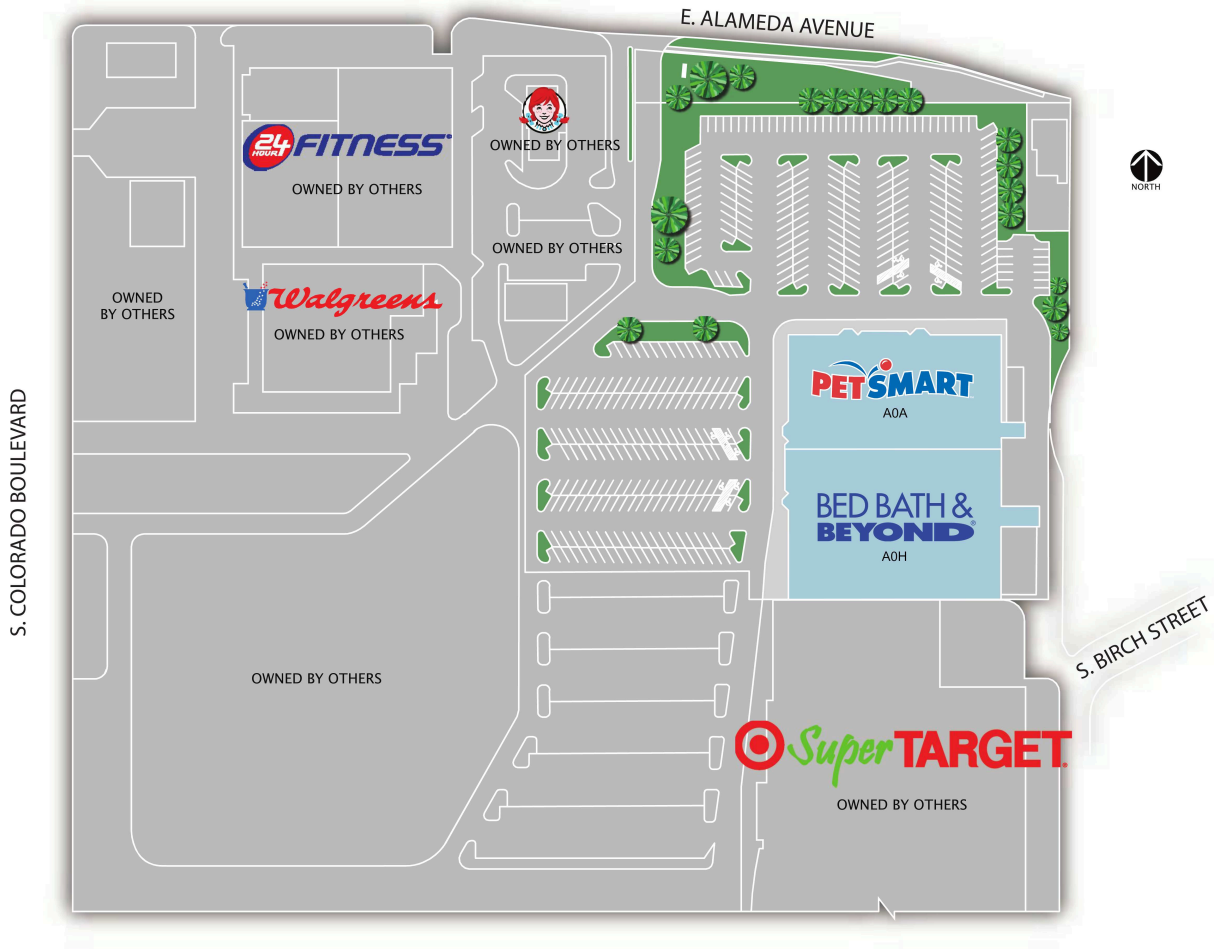 E. ALAMEDA AVENUE
Wendy's
OWNED BY OTHERS
24
HOUR
FITNESS
OWNED BY OTHERS
NORTH
OWNED BY OTHERS
Walgreens
OWNED BY OTHERS
OWNED
BY OTHERS
PETSMART
A0A
S. COLORADO BOULEVARD
BED BATH &
BEYOND®
A0H
S. BIRCH STREET
OWNED BY OTHERS
Super TARGET®
OWNED BY OTHERS